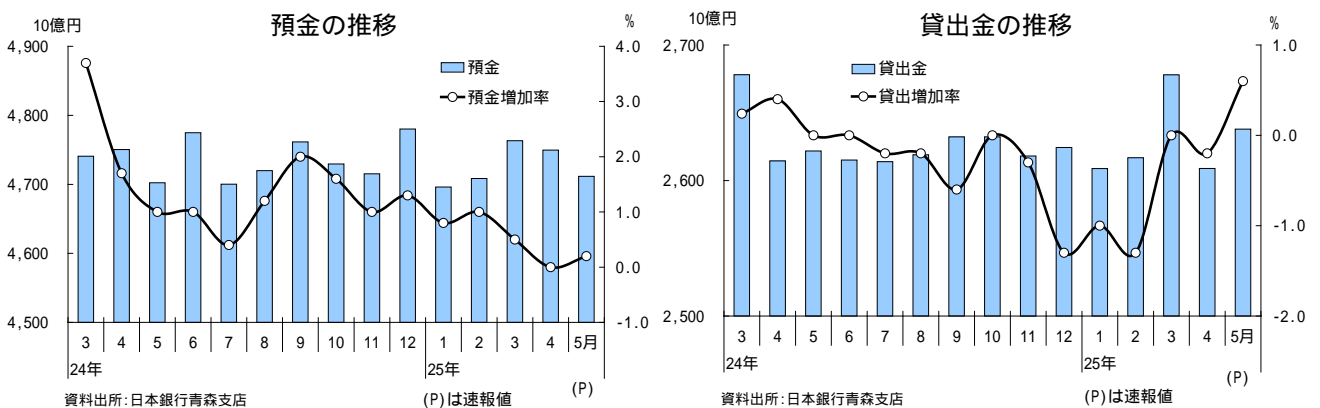 預金の推移
10億円
%
4,900
4,800
4,700
4,600
4,500
4.0
3.0
2.0
1.0
0.0
-1.0
預金
預金増加率
3 4 5 6 7 8 9 10 11 12 1 2 3 4 5月
24年 25年
(P)
資料出所:日本銀行青森支店 (P)は速報値
貸出金の推移
10億円
%
2,700
2,600
2,500
1.0
0.0
-1.0
-2.0
貸出金
貸出増加率
3 4 5 6 7 8 9 10 11 12 1 2 3 4 5月
24年 25年
(P)
資料出所:日本銀行青森支店 (P)は速報値